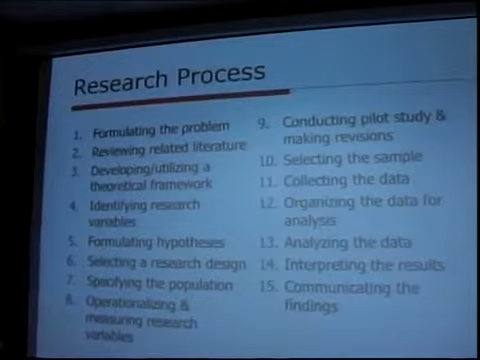 Research Process
1. Formulating the problem
2. Reviewing related literature
3. Developing/utilizing a
theoretical framework
4. Identifying research
variables
5. Formulating hypotheses
6. Selecting a research design
7. Specifying the population
8. Operationalizing &
measuring research
variables
9. Conducting pilot study &
making revisions
10. Selecting the sample
11. Collecting the data
12. Organizing the data for
analysis
13. Analyzing the data
14. Interpreting the results
15. Communicating the
findings